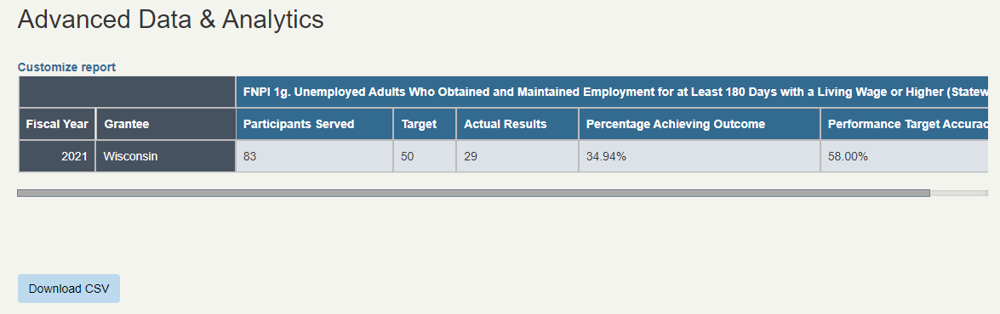 Advanced Data & Analytics
Customize report
FNPI 1g. Unemployed Adults Who Obtained and Maintained Employment for at Least 180 Days with a Living Wage or Higher (Statew
Fiscal Year Grantee Participants Served Target Actual Results Percentage Achieving Outcome Performance Target Accurac
2021 Wisconsin 83 50 29 34.94% 58.00%
Download CSV